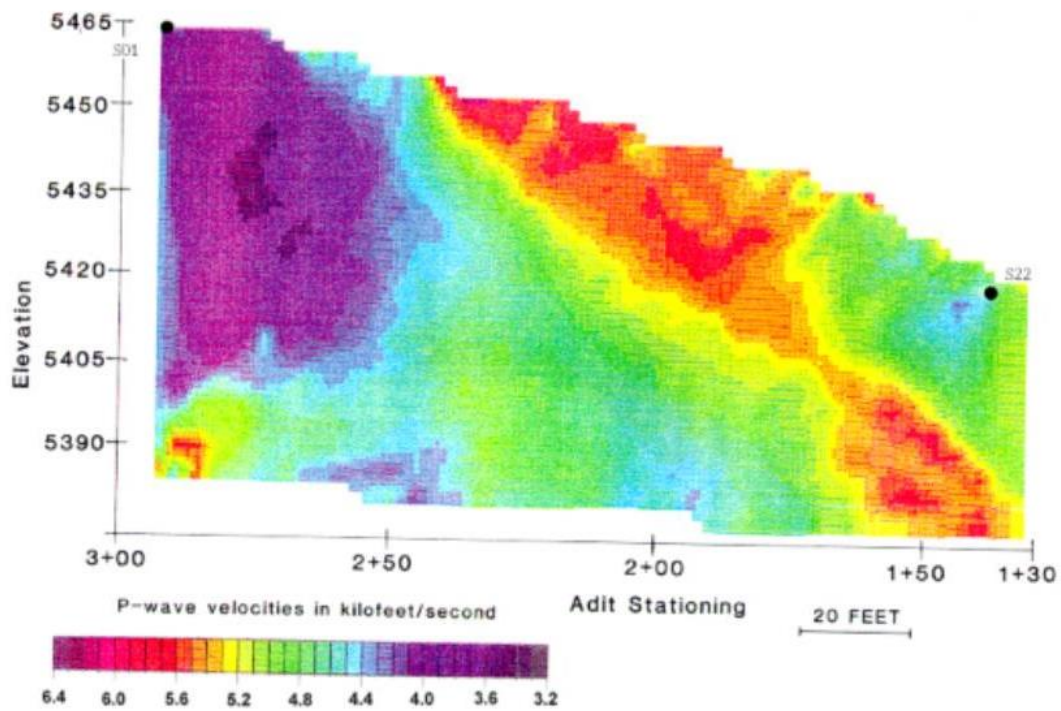 5465
S01
5450
5435
5420
S22
5405
5390
Elevation
3+00
2+50
2+00
1+50
1+30
P-wave velocities in kilofeet/second
Adit Stationing
20 FEET
6.4 6.0 5.6 5.2 4.8 4.4 4.0 3.6 3.2